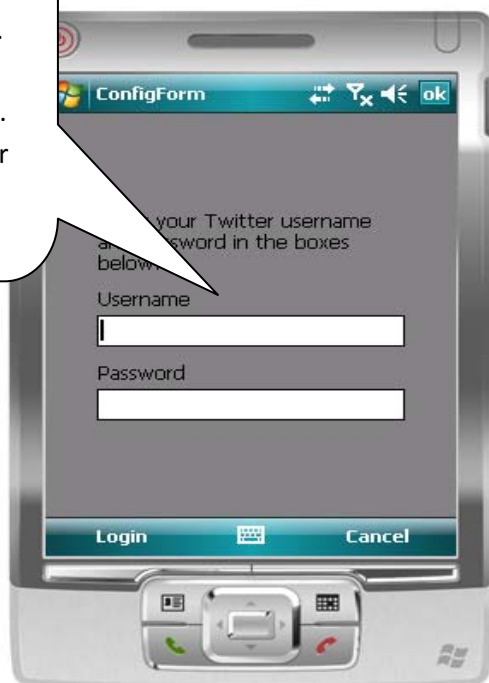 .
.
r
ConfigForm
ok
your Twitter username
sword in the boxes
below
Username
Password
Login
Cancel